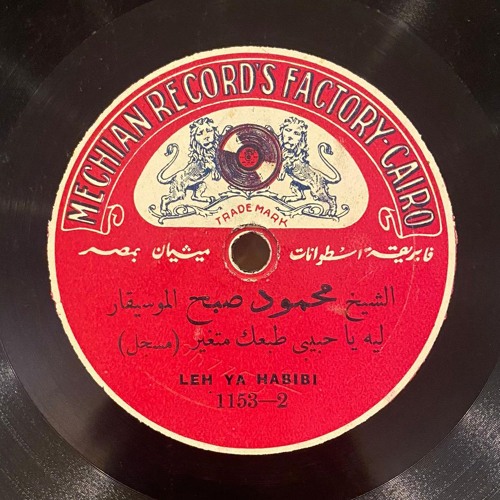 MECHIAN RECORD'S FACTORY-CAIRO
TRADE MARK
فابريقة اسطوانات ميشيان بمصر
الشيخ محمود صبح الموسيقار
ليه يا حبيبى طبعك متغير (مسجل)
LEH YA HABIBI
1153—2